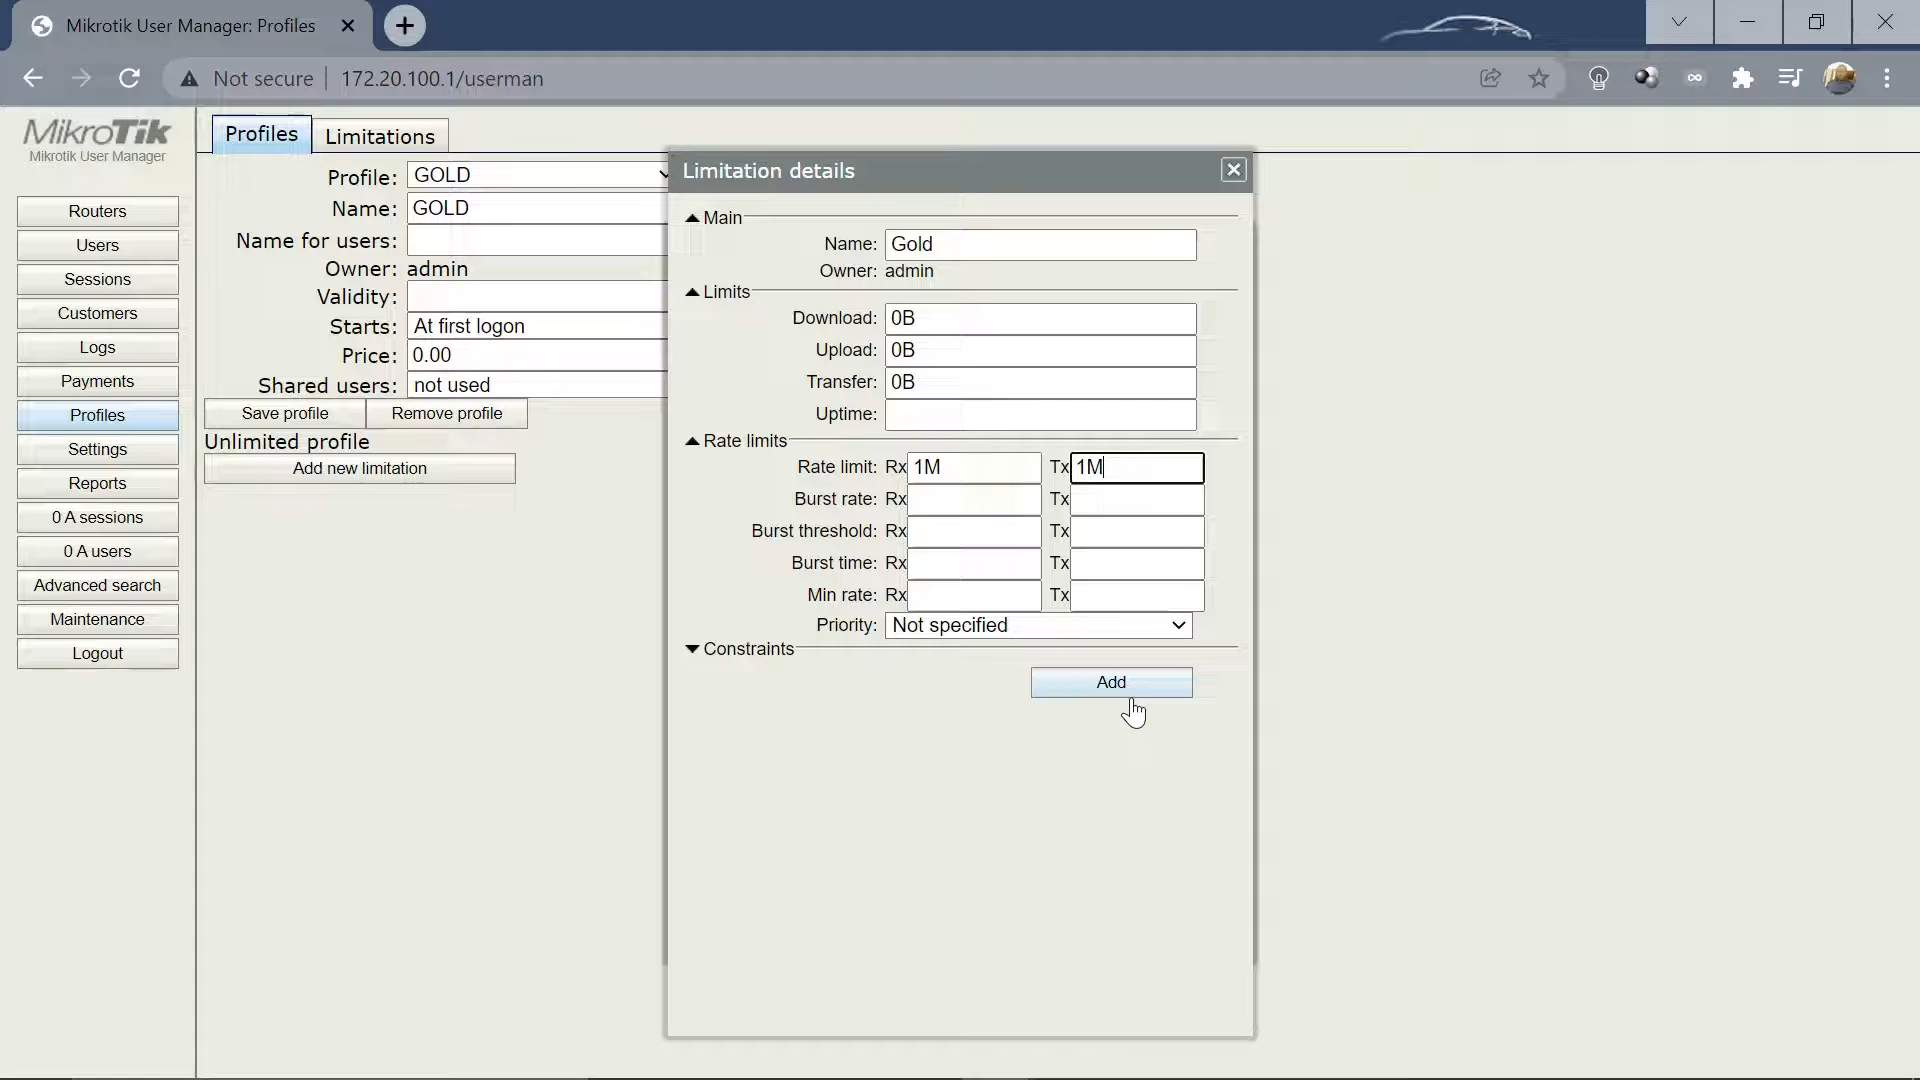 Mikrotik User Manager: Profiles
Not secure 172.20.100.1/userman
MikroTik
Mikrotik User Manager
Routers
Users
Sessions
Customers
Logs
Payments
Profiles
Settings
Reports
0 A sessions
0 A users
Advanced search
Maintenance
Logout
Profiles Limitations
Profile: GOLD
Name: GOLD
Name for users:
Owner: admin
Validity:
Starts: At first logon
Price: 0.00
Shared users: not used
Save profile Remove profile
Unlimited profile
Add new limitation
Limitation details
Main
Name: Gold
Owner: admin
Limits
Download: 0B
Upload: 0B
Transfer: 0B
Uptime:
Rate limits
Rate limit: Rx 1M Tx 1M
Burst rate: Rx Tx
Burst threshold: Rx Tx
Burst time: Rx Tx
Min rate: Rx Tx
Priority: Not specified
Constraints
Add